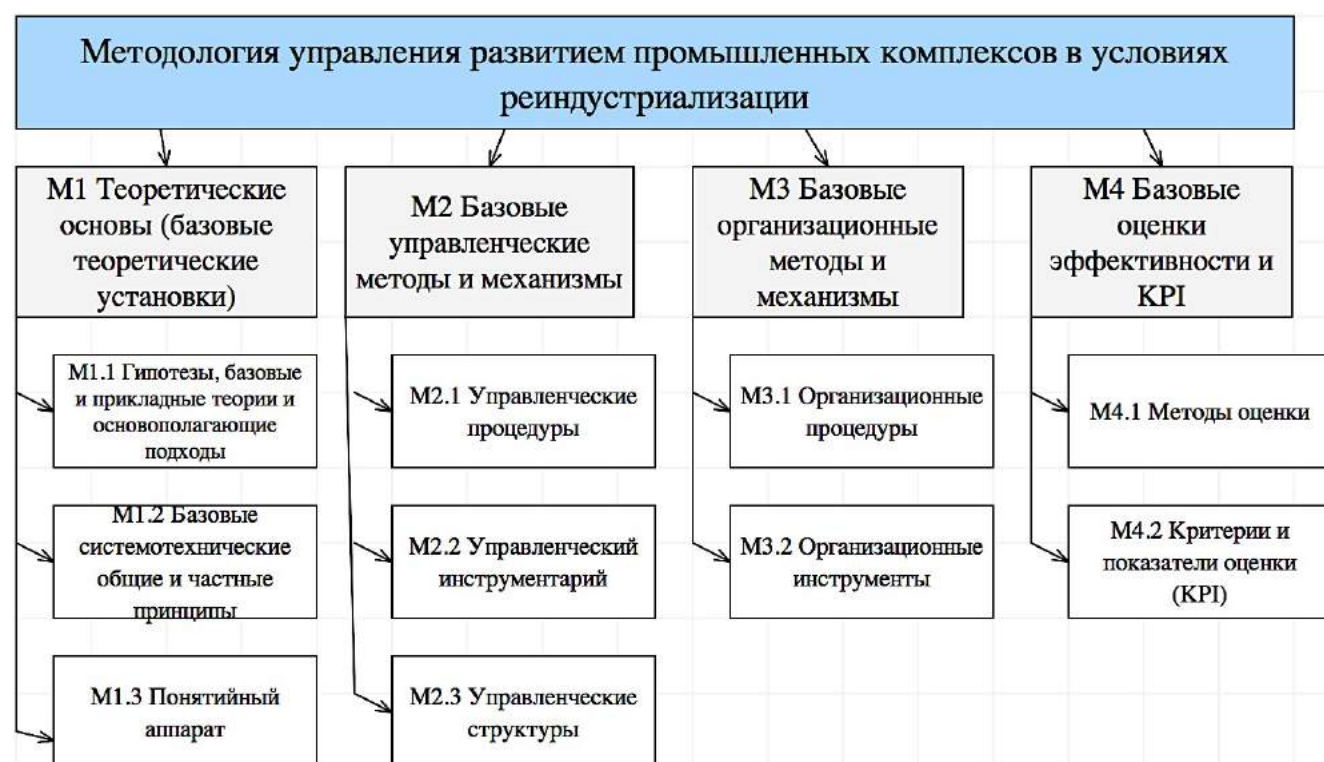 Методология управления развитием промышленных комплексов в условиях
реиндустриализации
М1 Теоретические
основы (базовые
теоретические
установки)
М2 Базовые
управленческие
методы и механизмы
М3 Базовые
организационные
методы и
механизмы
М4 Базовые
оценки
эффективности и
KPI
М1.1 Гипотезы, базовые
и прикладные теории и
основополагающие
подходы
М2.1 Управленческие
процедуры
М3.1 Организационные
процедуры
М4.1 Методы оценки
М1.2 Базовые
системотехнические
общие и частные
принципы
М2.2 Управленческий
инструментарий
М3.2 Организационные
инструменты
М4.2 Критерии и
показатели оценки
(KPI)
М1.3 Понятийный
аппарат
М2.3 Управленческие
структуры